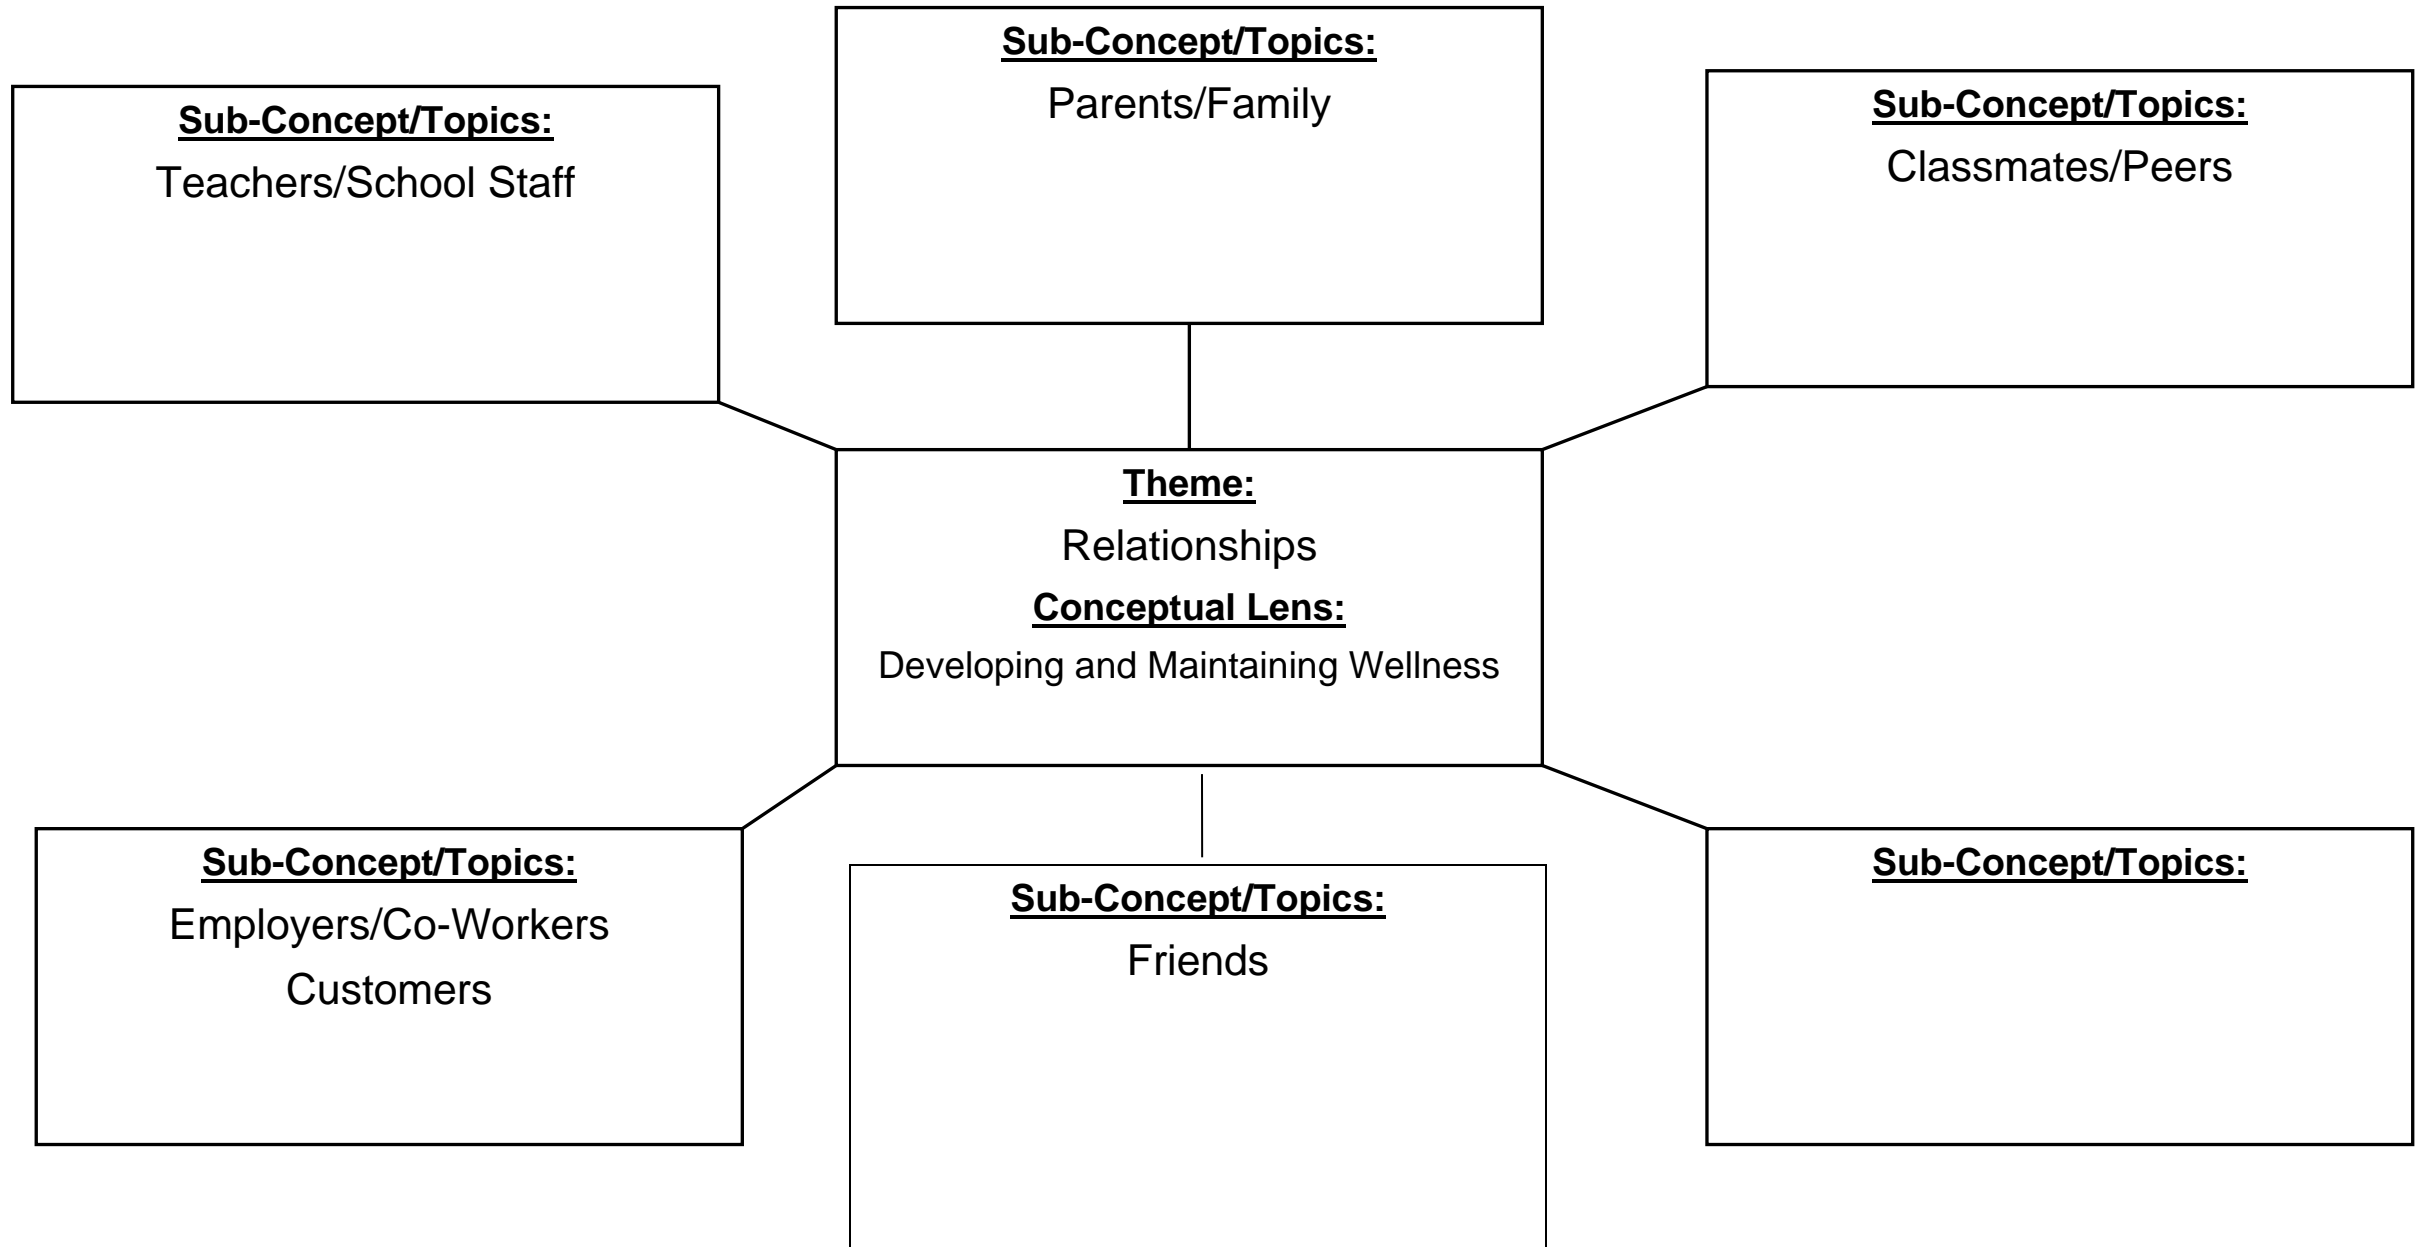 Sub-Concept/Topics:
Teachers/School Staff
Sub-Concept/Topics:
Parents/Family
Sub-Concept/Topics:
Classmates/Peers
Theme:
Relationships
Conceptual Lens:
Developing and Maintaining Wellness
Sub-Concept/Topics:
Employers/Co-Workers
Customers
Sub-Concept/Topics:
Friends
Sub-Concept/Topics: